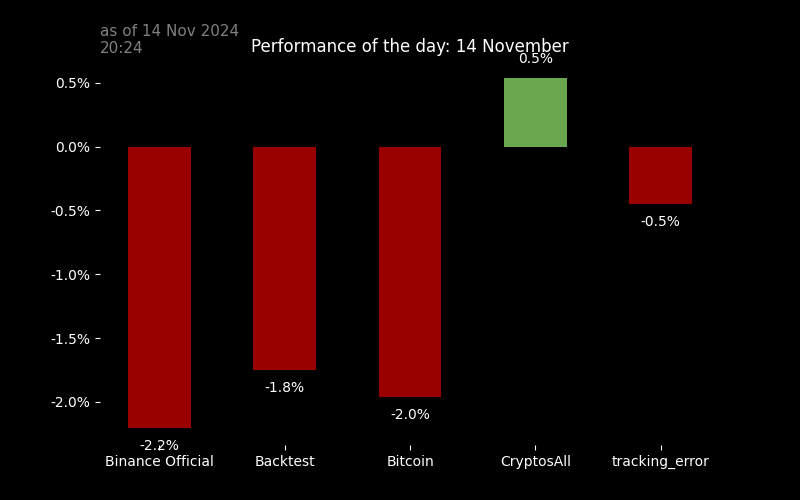 as of 14 Nov 2024
20:24
Performance of the day: 14 November
0.5%
0.5%
0.0%
-0.5%
-0.5%
-1.0%
-1.5%
-1.8%
-2.0%
-2.0%
-2.2%
Binance Official
Backtest
Bitcoin
CryptosAll
tracking_error